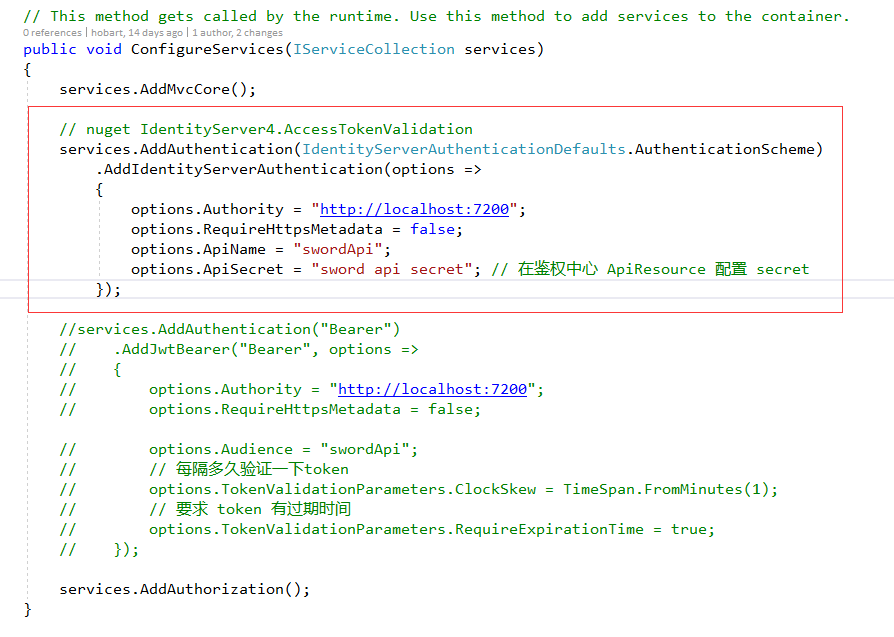 // This method gets called by the runtime. Use this method to add services to the container.
0 references | hobart, 14 days ago | 1 author, 2 changes
public void ConfigureServices(IServiceCollection services)
{
services.AddMvcCore();
// nuget IdentityServer4.AccessTokenValidation
services.AddAuthentication(IdentityServerAuthenticationDefaults.AuthenticationScheme)
.AddIdentityServerAuthentication(options =>
{
options.Authority = "http://localhost:7200";
options.RequireHttpsMetadata = false;
options.ApiName = "swordApi";
options.ApiSecret = "sword api secret"; // 在鉴权中心 ApiResource 配置 secret
});
//services.AddAuthentication("Bearer")
// .AddJwtBearer("Bearer", options =>
// {
// options.Authority = "http://localhost:7200";
// options.RequireHttpsMetadata = false;
// options.Audience = "swordApi";
// // 每隔多久验证一下token
// options.TokenValidationParameters.ClockSkew = TimeSpan.FromMinutes(1);
// // 要求 token 有过期时间
// options.TokenValidationParameters.RequireExpirationTime = true;
// });
services.AddAuthorization();
}